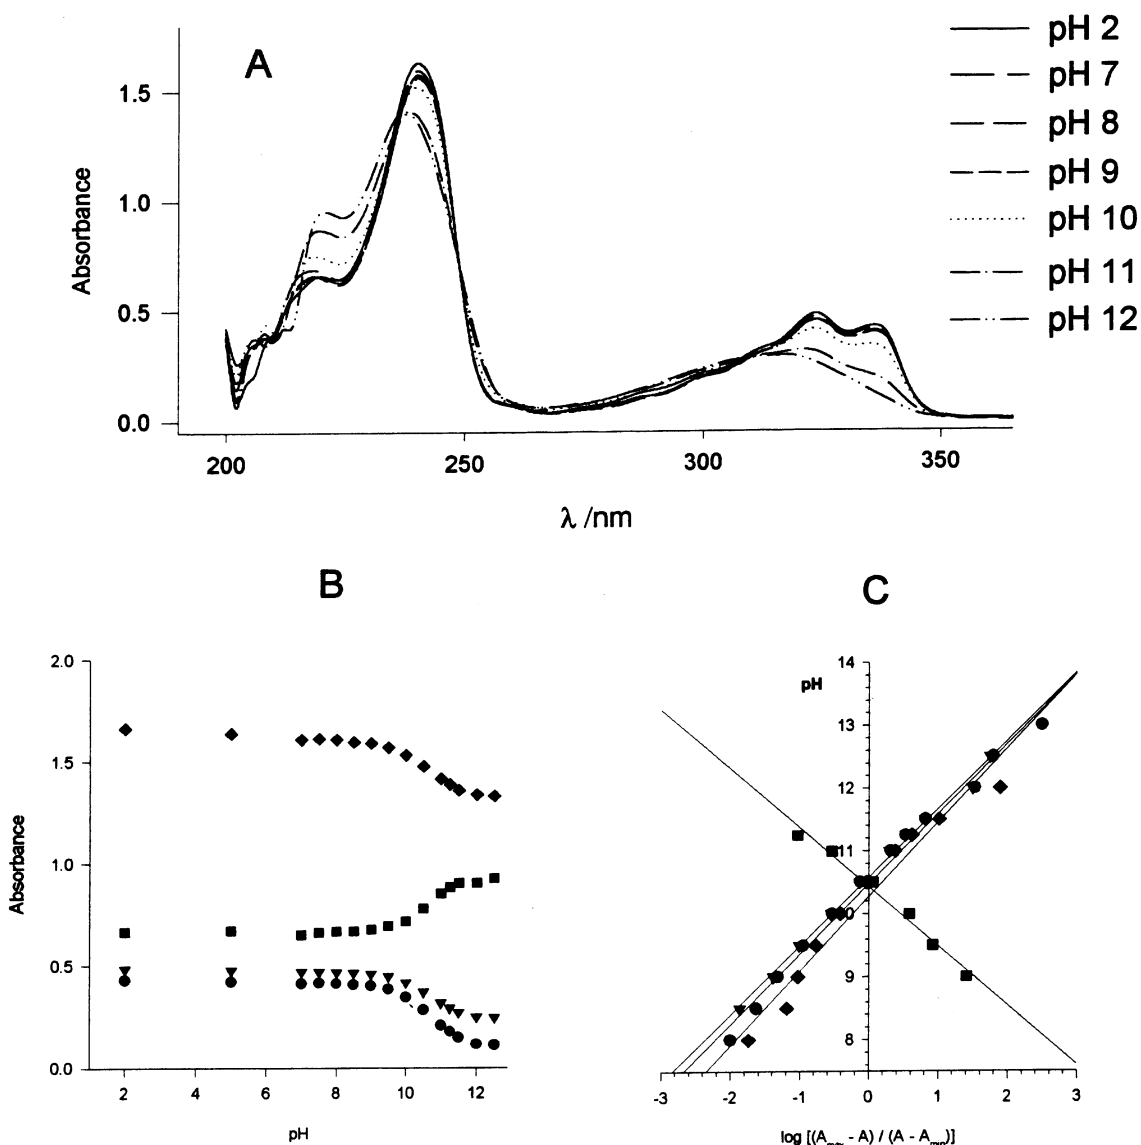 A
pH 2
pH 7
pH 8
pH 9
pH 10
pH 11
pH 12
Absorbance
1.5
1.0
0.5
0.0
200
250
300
350
λ /nm
B
Absorbance
2.0
1.5
1.0
0.5
0.0
2
4
6
8
10
12
pH
C
pH
14
13
12
11
10
9
8
-3
-2
-1
0
1
2
3
log [(Amax - A) / (A - Amin)]